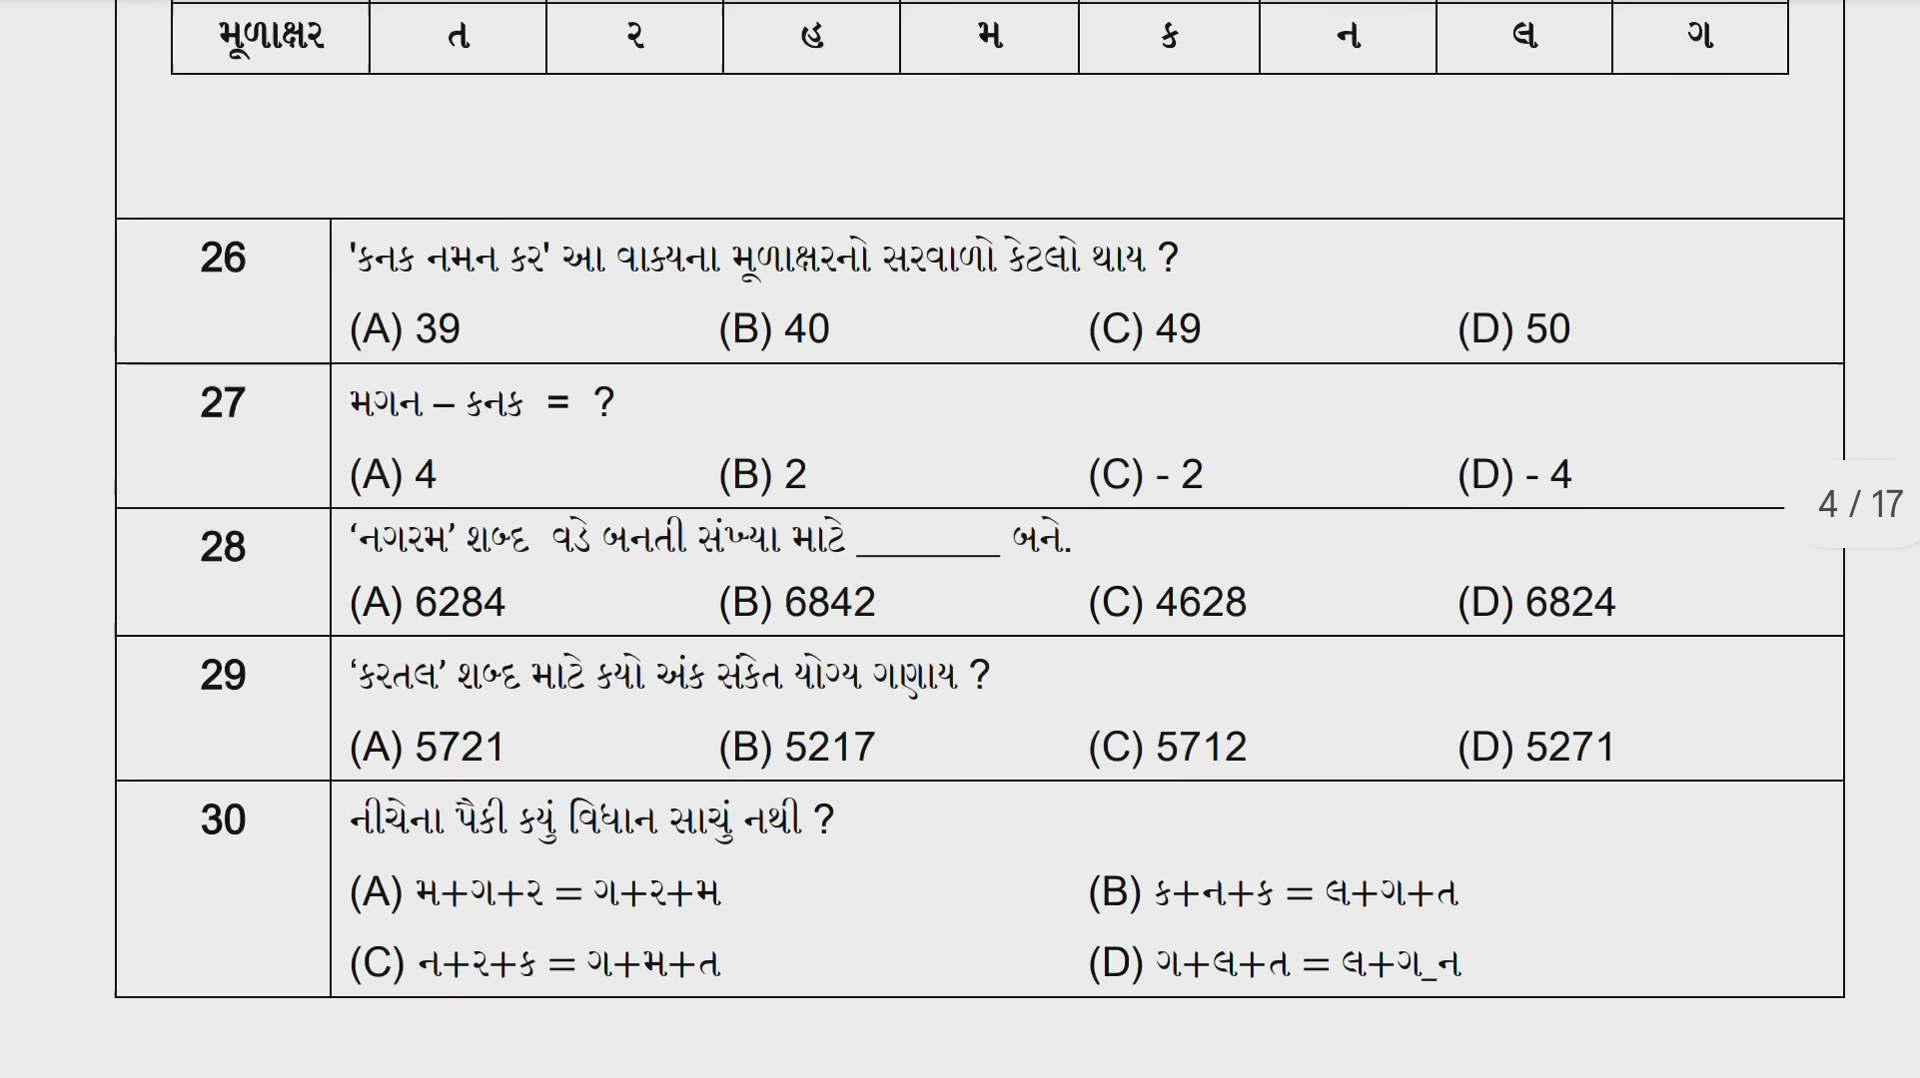 મૂળાક્ષર ત ર હ મ ક ન લ ગ
26 'કનક નમન કર' આ વાક્યના મૂળાક્ષરનો સરવાળો કેટલો થાય ?
(A) 39 (B) 40 (C) 49 (D) 50
27 મગન – કનક = ?
(A) 4 (B) 2 (C) - 2 (D) - 4
4 / 17
28 ‘નગરમ’ શબ્દ વડે બનતી સંખ્યા માટે ______ બને.
(A) 6284 (B) 6842 (C) 4628 (D) 6824
29 ‘કરતલ’ શબ્દ માટે કયો અંક સંકેત યોગ્ય ગણાય ?
(A) 5721 (B) 5217 (C) 5712 (D) 5271
30 નીચેના પૈકી કયું વિધાન સાચું નથી ?
(A) મ+ગ+ર = ગ+ર+મ (B) ક+ન+ક = લ+ગ+ત
(C) ન+ર+ક = ગ+મ+ત (D) ગ+લ+ત = લ+ગ_ન